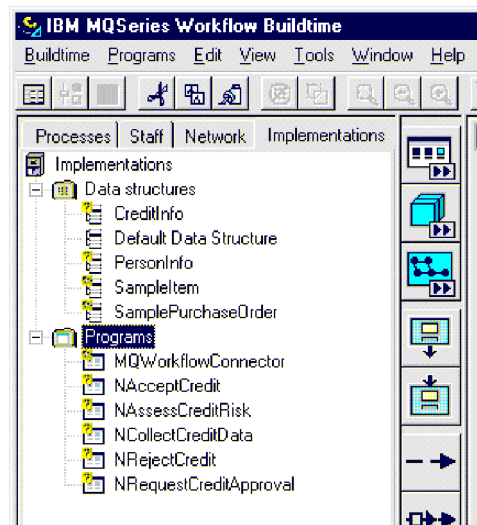 IBM MQSeries Workflow Buildtime
Buildtime Programs Edit View Tools Window Help
Processes Staff Network Implementations
Implementations
Data structures
CreditInfo
Default Data Structure
PersonInfo
SampleItem
SamplePurchaseOrder
Programs
MQWorkflowConnector
NAcceptCredit
NAssessCreditRisk
NCollectCreditData
NRejectCredit
NRequestCreditApproval